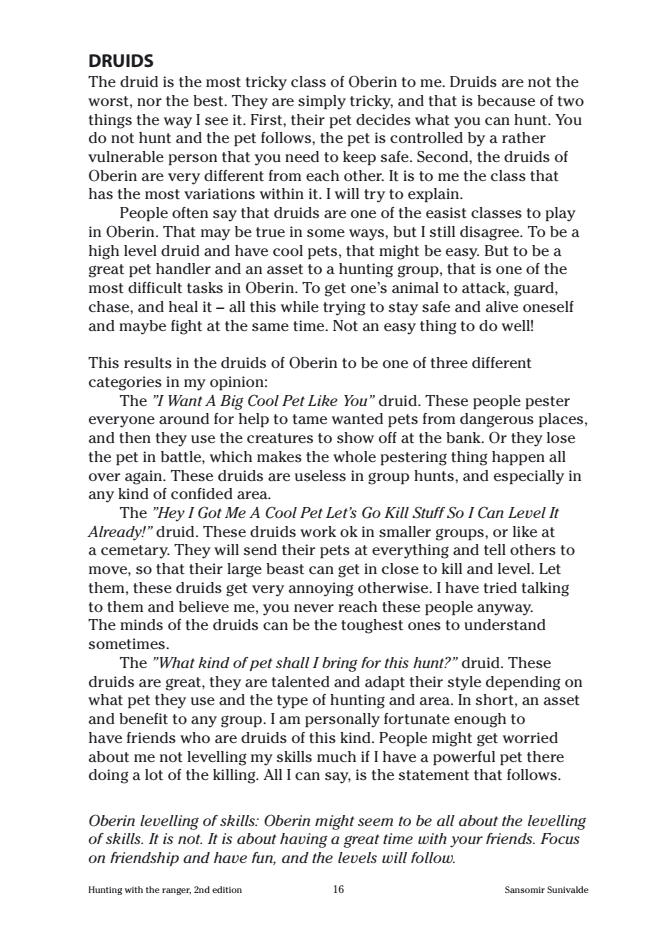 DRUIDS
The druid is the most tricky class of Oberin to me. Druids are not the
worst, nor the best. They are simply tricky, and that is because of two
things the way I see it. First, their pet decides what you can hunt. You
do not hunt and the pet follows, the pet is controlled by a rather
vulnerable person that you need to keep safe. Second, the druids of
Oberin are very different from each other. It is to me the class that
has the most variations within it. I will try to explain.
People often say that druids are one of the easist classes to play
in Oberin. That may be true in some ways, but I still disagree. To be a
high level druid and have cool pets, that might be easy. But to be a
great pet handler and an asset to a hunting group, that is one of the
most difficult tasks in Oberin. To get one’s animal to attack, guard,
chase, and heal it – all this while trying to stay safe and alive oneself
and maybe fight at the same time. Not an easy thing to do well!
This results in the druids of Oberin to be one of three different
categories in my opinion:
The ”I Want A Big Cool Pet Like You” druid. These people pester
everyone around for help to tame wanted pets from dangerous places,
and then they use the creatures to show off at the bank. Or they lose
the pet in battle, which makes the whole pestering thing happen all
over again. These druids are useless in group hunts, and especially in
any kind of confided area.
The ”Hey I Got Me A Cool Pet Let’s Go Kill Stuff So I Can Level It
Already!” druid. These druids work ok in smaller groups, or like at
a cemetary. They will send their pets at everything and tell others to
move, so that their large beast can get in close to kill and level. Let
them, these druids get very annoying otherwise. I have tried talking
to them and believe me, you never reach these people anyway.
The minds of the druids can be the toughest ones to understand
sometimes.
The ”What kind of pet shall I bring for this hunt?” druid. These
druids are great, they are talented and adapt their style depending on
what pet they use and the type of hunting and area. In short, an asset
and benefit to any group. I am personally fortunate enough to
have friends who are druids of this kind. People might get worried
about me not levelling my skills much if I have a powerful pet there
doing a lot of the killing. All I can say, is the statement that follows.
Oberin levelling of skills: Oberin might seem to be all about the levelling
of skills. It is not. It is about having a great time with your friends. Focus
on friendship and have fun, and the levels will follow.
Hunting with the ranger, 2nd edition 16 Sansomir Sunivalde